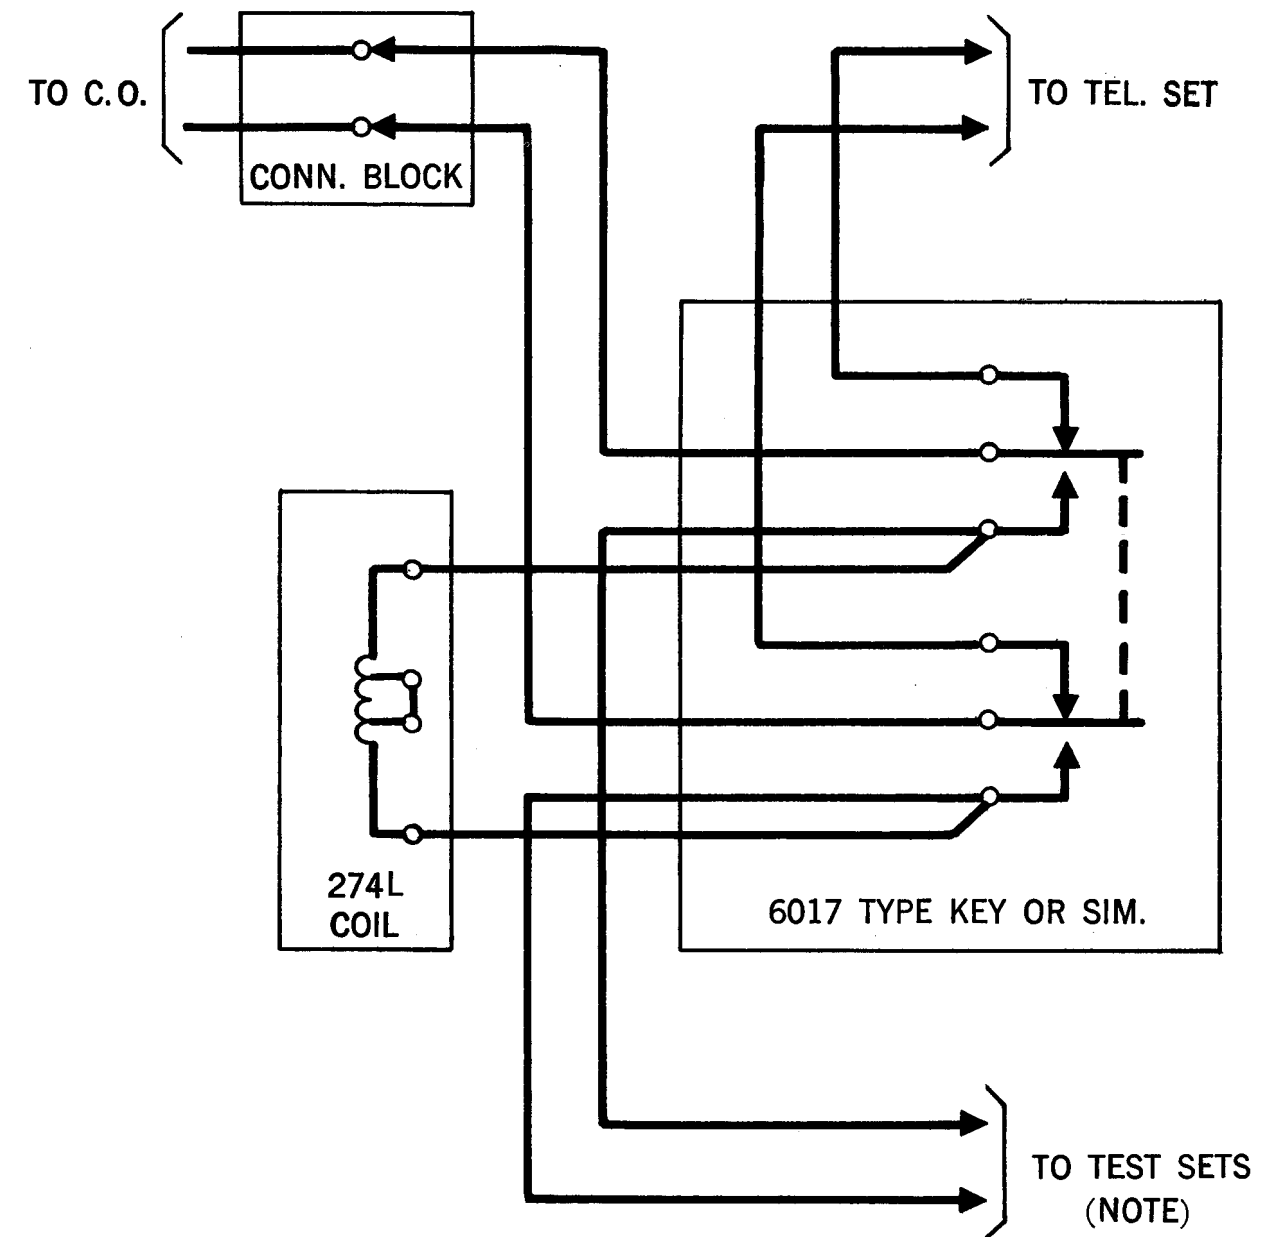 TO C.O.
CONN. BLOCK
TO TEL. SET
274L
COIL
6017 TYPE KEY OR SIM.
TO TEST SETS
(NOTE)